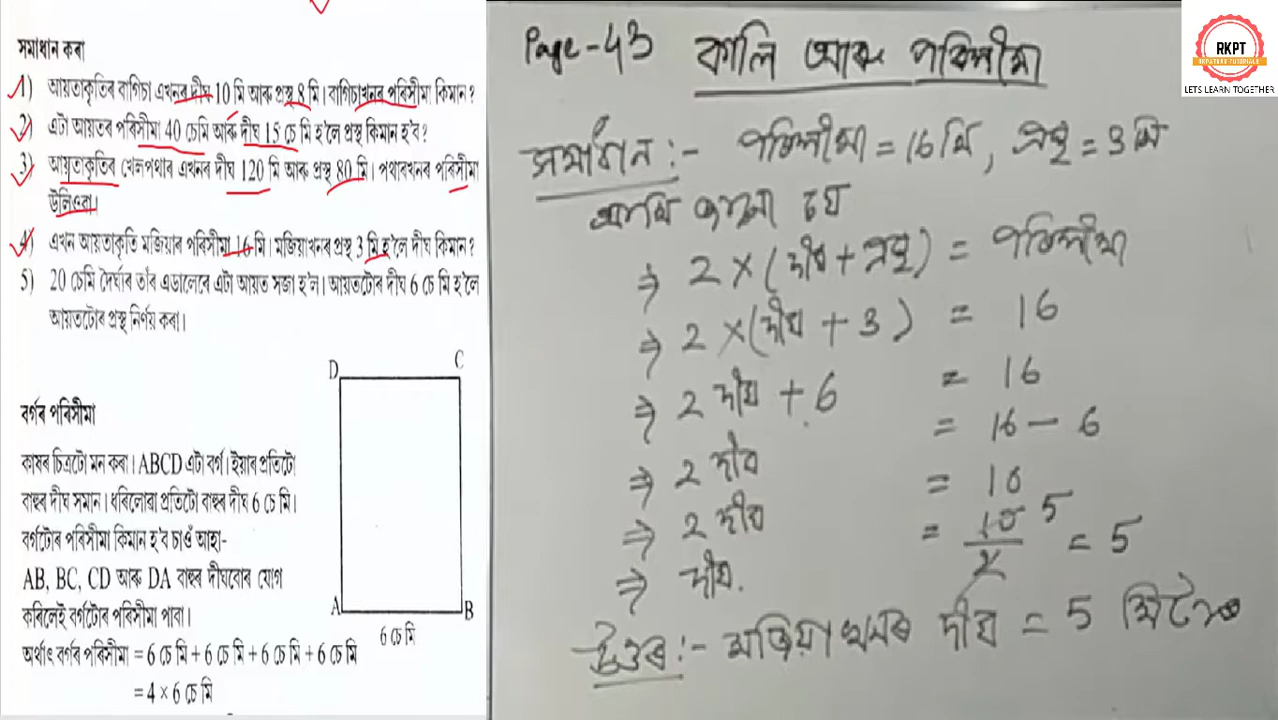 সমাধান কৰা
1) আয়তাকৃতিৰ বাগিচা এখনৰ দীঘ 10 মি আৰু প্ৰস্থ 8 মি। বাগিচাখনৰ পৰিসীমা কিমান?
2) এটা আয়তৰ পৰিসীমা 40 চেমি আৰু দীঘ 15 চে মি হ'লে প্ৰস্থ কিমান হ'ব?
3) আয়তাকৃতিৰ খেলপথাৰ এখনৰ দীঘ 120 মি আৰু প্ৰস্থ 80 মি। পথাৰখনৰ পৰিসীমা
উলিওৱা।
4) এখন আয়তাকৃতি মজিয়াৰ পৰিসীমা 16 মি। মজিয়াখনৰ প্ৰস্থ 3 মি হ'লে দীঘ কিমান?
5) 20 চেমি দৈৰ্ঘ্যৰ তাঁৰ এডালেৰে এটা আয়ত সজা হ'ল। আয়তটোৰ দীঘ 6 চে মি হ'লে
আয়তটোৰ প্ৰস্থ নিৰ্ণয় কৰা।
D C
বৰ্গৰ পৰিসীমা
কাষৰ চিত্ৰটো মন কৰা। ABCD এটা বৰ্গ। ইয়াৰ প্ৰতিটো
বাহুৰ দীঘ সমান। ধৰিলোৱা প্ৰতিটো বাহুৰ দীঘ 6 চে মি।
বৰ্গটোৰ পৰিসীমা কিমান হ'ব চাওঁ আহা-
AB, BC, CD আৰু DA বাহুৰ দীঘবোৰ যোগ
কৰিলেই বৰ্গটোৰ পৰিসীমা পাবা।
A B
6 চে মি
অৰ্থাৎ বৰ্গৰ পৰিসীমা = 6 চে মি + 6 চে মি + 6 চে মি + 6 চে মি
= 4 × 6 চে মি
Page-43 কালি আৰু পৰিসীমা
সমাধান :- পৰিসীমা = 16 মি, প্ৰস্থ = 3 মি
আমি জানো যে
⇒ 2 × (দীঘ + প্ৰস্থ) = পৰিসীমা
⇒ 2 × (দীঘ + 3) = 16
⇒ 2 দীঘ + 6 = 16
⇒ 2 দীঘ = 16 - 6
⇒ 2 দীঘ = 10
⇒ দীঘ = 10/2 5 = 5
উত্তৰ :- মজিয়াখনৰ দীঘ = 5 মিটাৰ
RKPT
RKPATHAK TUTORIALS
LETS LEARN TOGETHER